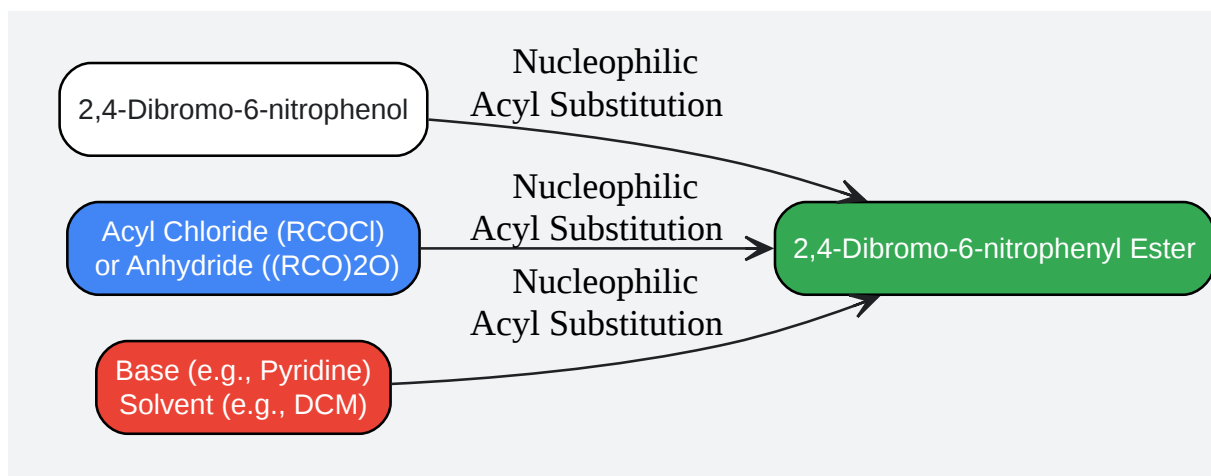 Nucleophilic
Acyl Substitution
2,4-Dibromo-6-nitrophenol
Nucleophilic
Acyl Substitution
Acyl Chloride (RCOCl)
or Anhydride ((RCO)2O)
2,4-Dibromo-6-nitrophenyl Ester
Nucleophilic
Acyl Substitution
Base (e.g., Pyridine)
Solvent (e.g., DCM)